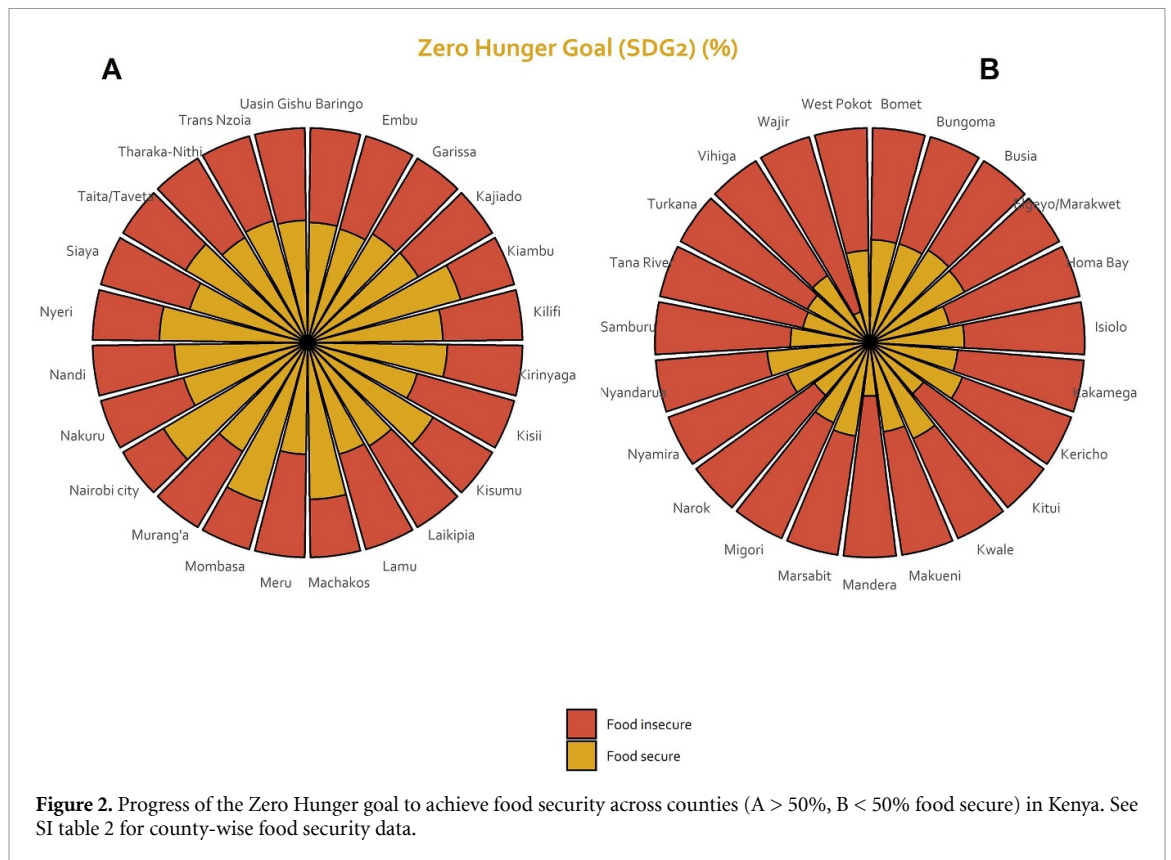 Zero Hunger Goal (SDG2) (%)
A
B
Uasin Gishu
Baringo
Embu
Garissa
Kajiado
Kiambu
Kilifi
Kirinyaga
Kisii
Kisumu
Laikipia
Lamu
Machakos
Meru
Mombasa
Murang'a
Nairobi city
Nakuru
Nandi
Nyeri
Siaya
Taita/Taveta
Tharaka-Nithi
Trans Nzoia
West Pokot
Bomet
Bungoma
Busia
Elgeyo/Marakwet
Homa Bay
Isiolo
Kakamega
Kericho
Kitui
Kwale
Makueni
Mandera
Marsabit
Migori
Narok
Nyamira
Nyandarua
Samburu
Tana River
Turkana
Vihiga
Wajir
Food insecure
Food secure
Figure 2. Progress of the Zero Hunger goal to achieve food security across counties (A > 50%, B < 50% food secure) in Kenya. See
SI table 2 for county-wise food security data.